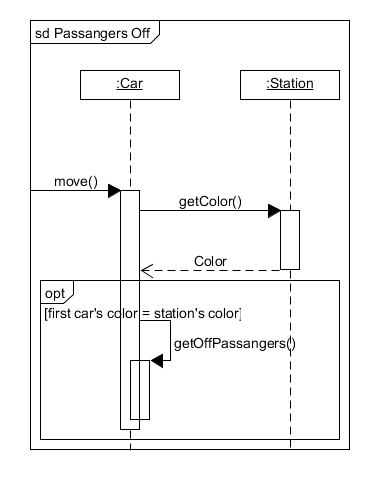 sd Passangers Off
:Car
:Station
move()
getColor()
Color
opt
[first car's color = station's color]
getOffPassangers()